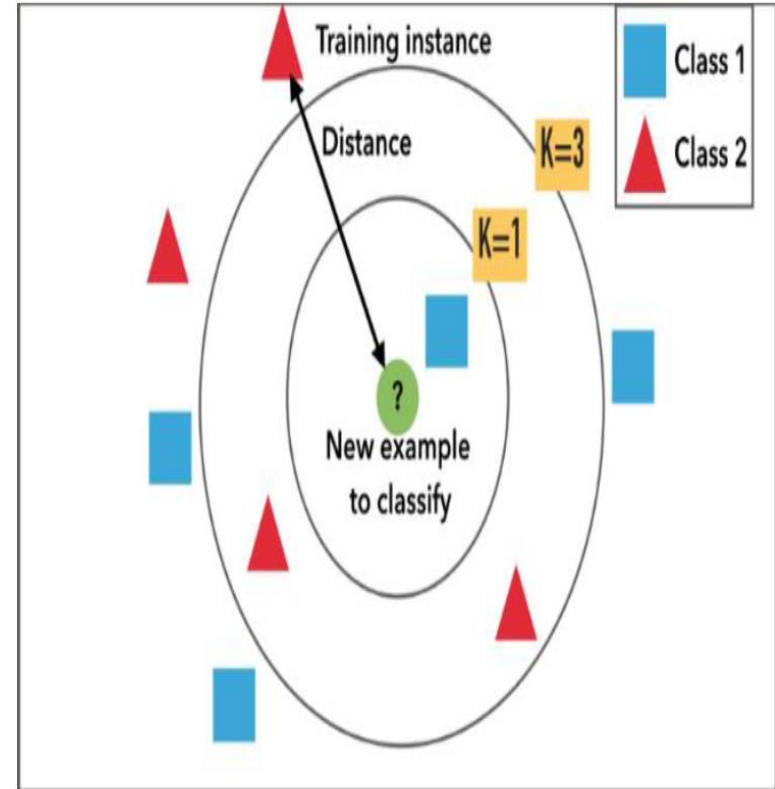 Training instance
Class 1
Distance
K=3
Class 2
K=1
?
New example
to classify